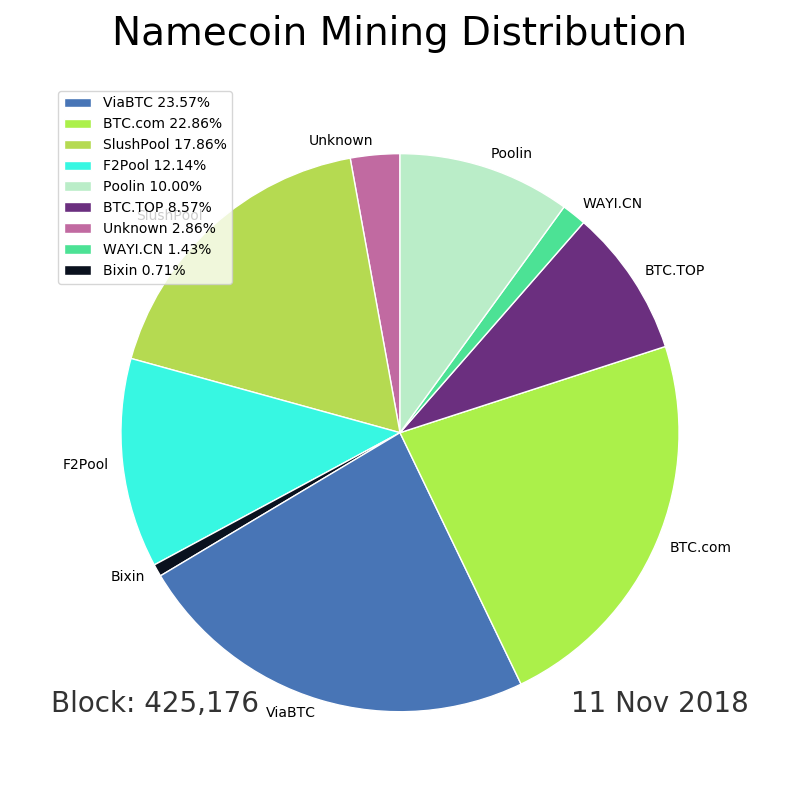 Namecoin Mining Distribution
ViaBTC 23.57%
BTC.com 22.86%
SlushPool 17.86%
F2Pool 12.14%
Poolin 10.00%
BTC.TOP 8.57%
Unknown 2.86%
WAYI.CN 1.43%
Bixin 0.71%
Unknown
Poolin
WAYI.CN
SlushPool
BTC.TOP
F2Pool
BTC.com
Bixin
ViaBTC
Block: 425,176
11 Nov 2018